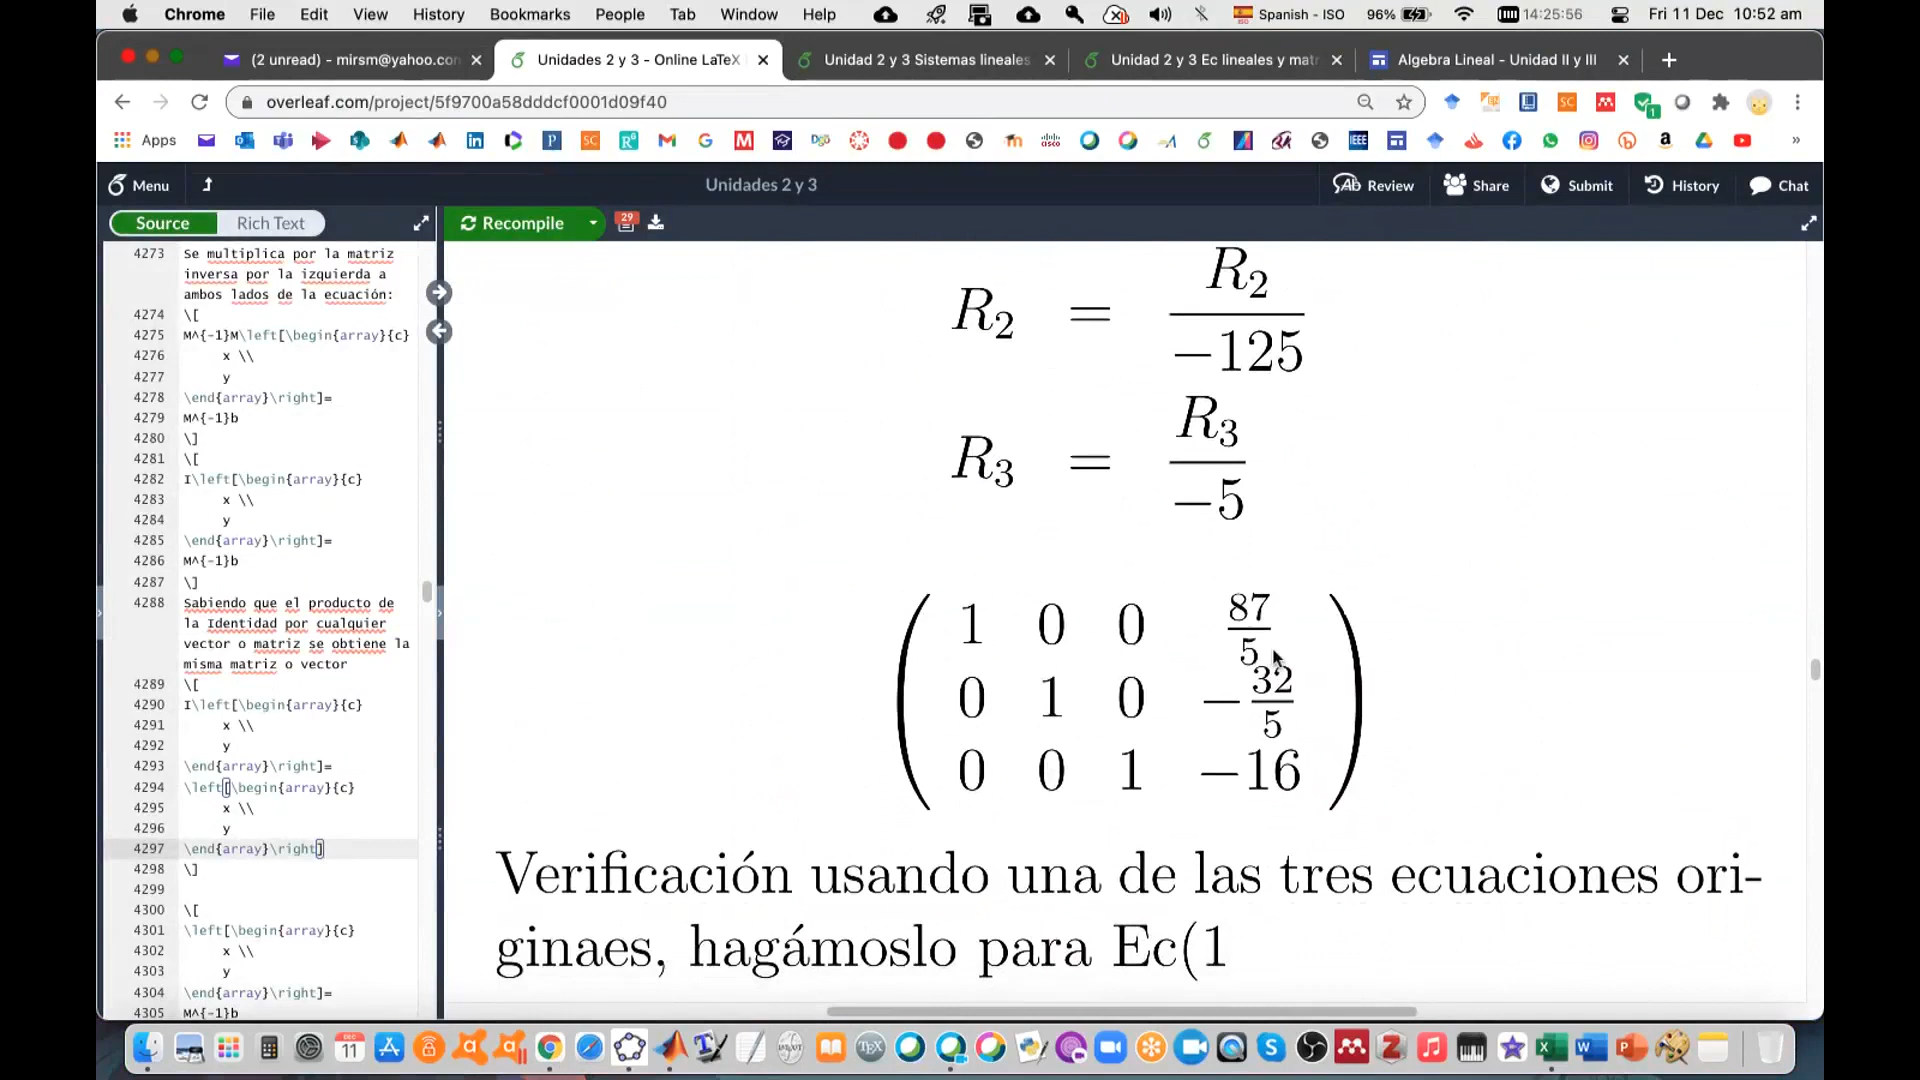 Chrome File Edit View History Bookmarks People Tab Window Help Spanish - ISO 96% 14:25:56 Fri 11 Dec 10:52 am
(2 unread) - mirsm@yahoo.co Unidades 2 y 3 - Online LaTeX Unidad 2 y 3 Sistemas lineales Unidad 2 y 3 Ec lineales y mat Algebra Lineal - Unidad II y III
overleaf.com/project/5f9700a58dddcf0001d09f40
Apps
Menu Unidades 2 y 3 Review Share Submit History Chat
Source Rich Text Recompile 29
4273 Se multiplica por la matriz
inversa por la izquierda a
ambos lados de la ecuación:
4274 \[
4275 M^{-1}M\left[\begin{array}{c}
4276 x \\
4277 y
4278 \end{array}\right]=
4279 M^{-1}b
4280 \]
4281 \[
4282 I\left[\begin{array}{c}
4283 x \\
4284 y
4285 \end{array}\right]=
4286 M^{-1}b
4287 \]
4288 Sabiendo que el producto de
la Identidad por cualquier
vector o matriz se obtiene la
misma matriz o vector
4289 \[
4290 I\left[\begin{array}{c}
4291 x \\
4292 y
4293 \end{array}\right]=
4294 \left[\begin{array}{c}
4295 x \\
4296 y
4297 \end{array}\right]
4298 \]
4299
4300 \[
4301 \left[\begin{array}{c}
4302 x \\
4303 y
4304 \end{array}\right]=
4305 M^{-1}b
R2 = R2/-125
R3 = R3/-5
1 0 0 87/5
0 1 0 -32/5
0 0 1 -16
Verificación usando una de las tres ecuaciones ori-
ginaes, hagámoslo para Ec(1